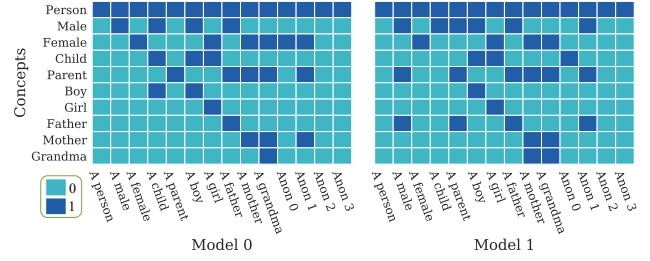 Concepts
Person
Male
Female
Child
Parent
Boy
Girl
Father
Mother
Grandma
0
1
A person
A male
A female
A child
A parent
A boy
A girl
A father
A mother
A grandma
Anon 0
Anon 1
Anon 2
Anon 3
Model 0
A person
A male
A female
A child
A parent
A boy
A girl
A father
A mother
A grandma
Anon 0
Anon 1
Anon 2
Anon 3
Model 1